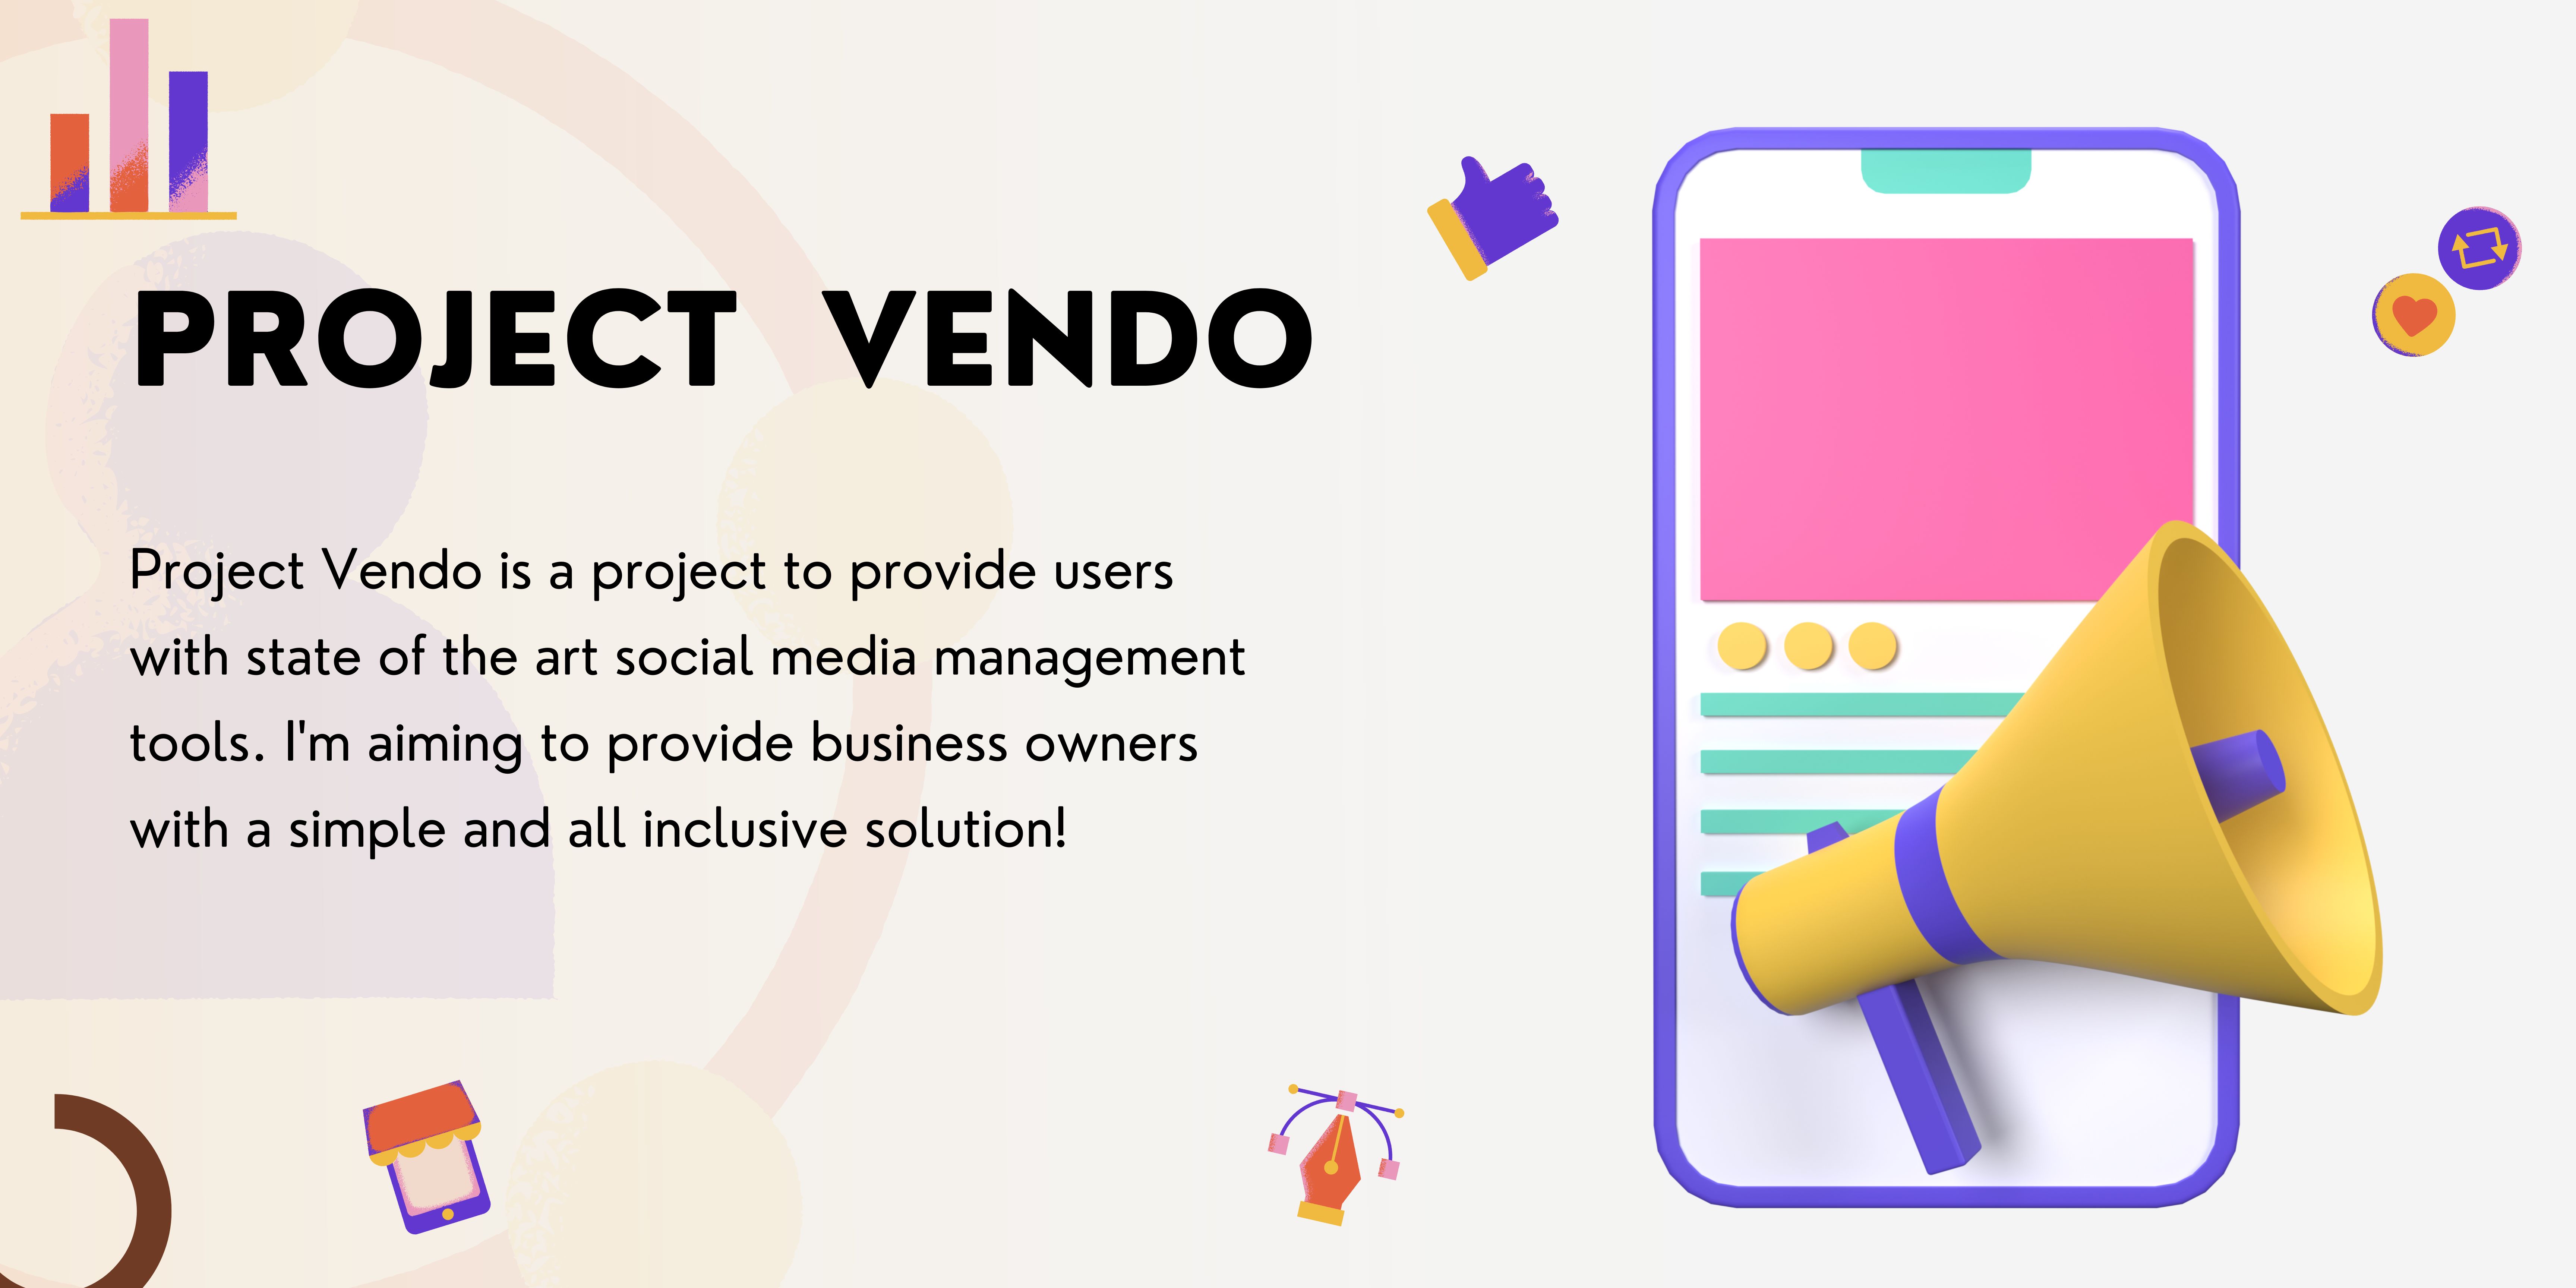 PROJECT VENDO
Project Vendo is a project to provide users
with state of the art social media management
tools. I'm aiming to provide business owners
with a simple and all inclusive solution!